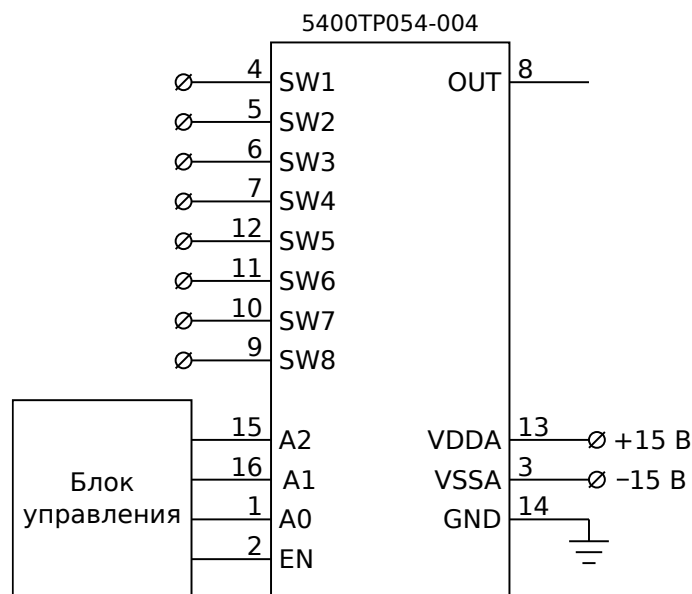 5400ТР054-004
4 SW1 OUT 8
5 SW2
6 SW3
7 SW4
12 SW5
11 SW6
10 SW7
9 SW8
15 A2 VDDA 13 +15 В
16 A1 VSSA 3 –15 В
1 A0 GND 14
2 EN
Блок
управления